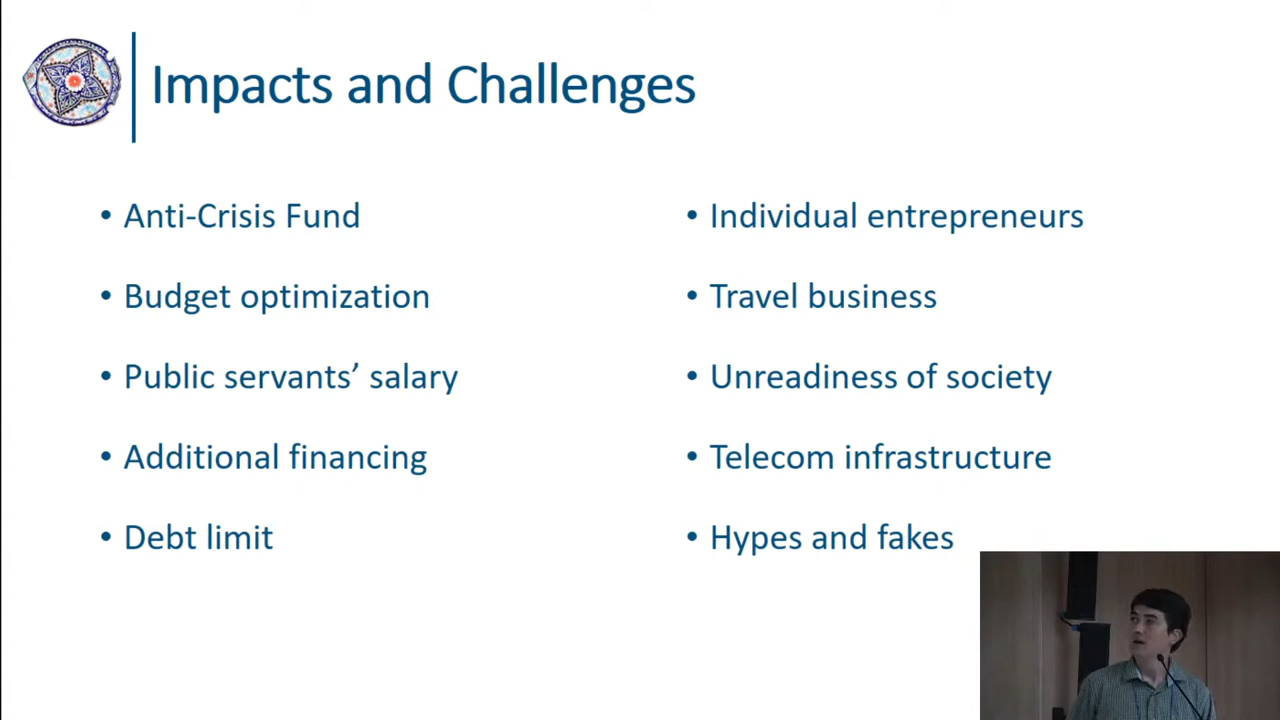 Impacts and Challenges
• Anti-Crisis Fund
• Budget optimization
• Public servants’ salary
• Additional financing
• Debt limit
• Individual entrepreneurs
• Travel business
• Unreadiness of society
• Telecom infrastructure
• Hypes and fakes